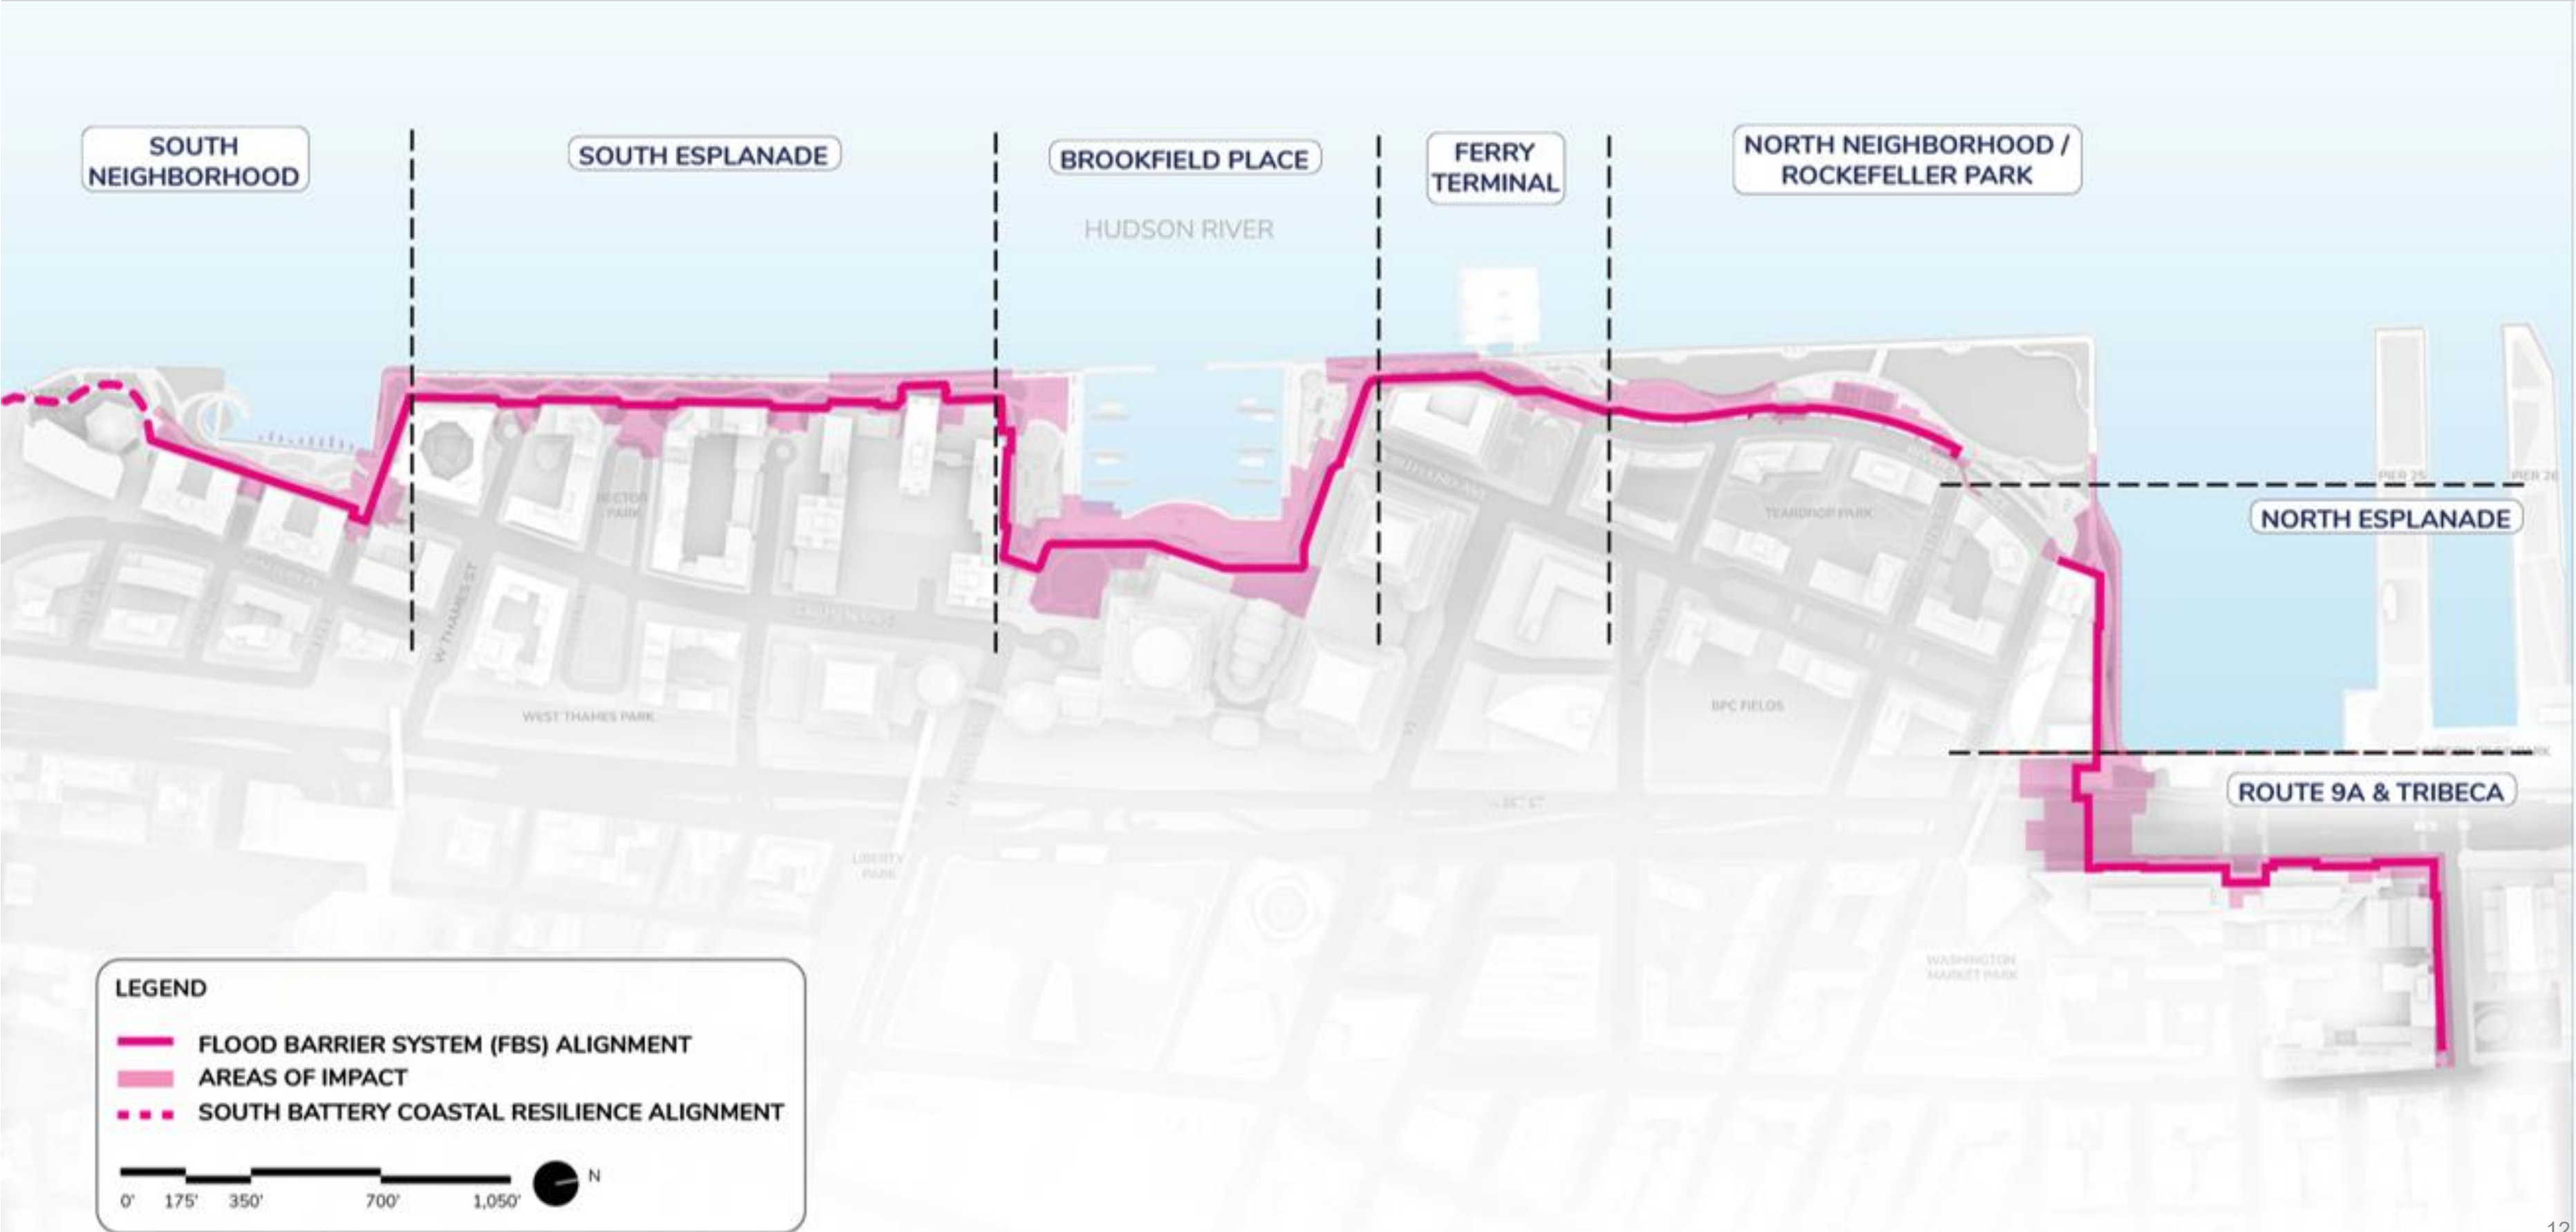 SOUTH
NEIGHBORHOOD
SOUTH ESPLANADE
BROOKFIELD PLACE
FERRY
TERMINAL
NORTH NEIGHBORHOOD /
ROCKEFELLER PARK
HUDSON RIVER
PIER 25
PIER 26
NORTH ESPLANADE
RECTOR
PARK
TEARDROP PARK
W THAMES ST
WEST THAMES PARK
BPC FIELDS
ROUTE 9A & TRIBECA
LIBERTY
PARK
WASHINGTON
MARKET PARK
LEGEND
FLOOD BARRIER SYSTEM (FBS) ALIGNMENT
AREAS OF IMPACT
SOUTH BATTERY COASTAL RESILIENCE ALIGNMENT
0' 175' 350' 700' 1,050'
N
12